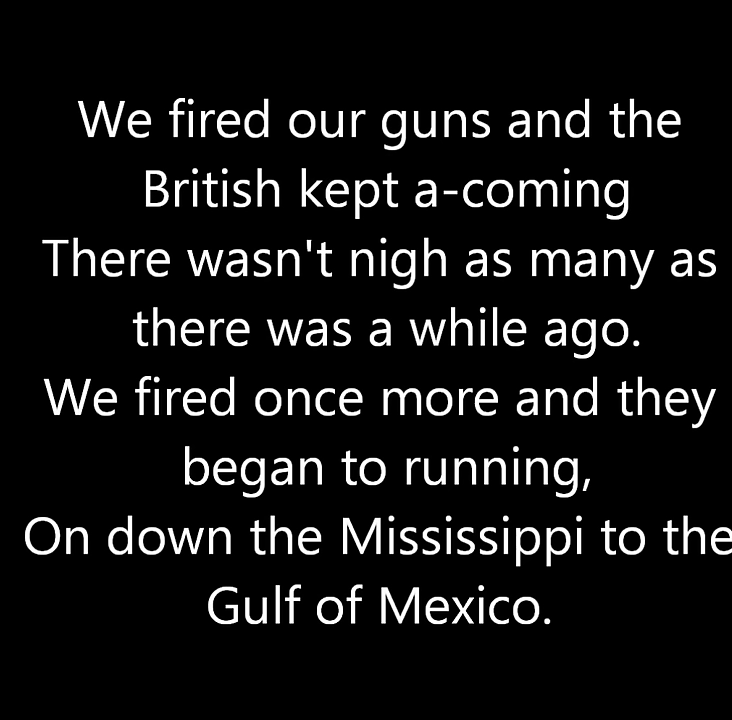 We fired our guns and the
British kept a-coming
There wasn't nigh as many as
there was a while ago.
We fired once more and they
began to running,
On down the Mississippi to the
Gulf of Mexico.